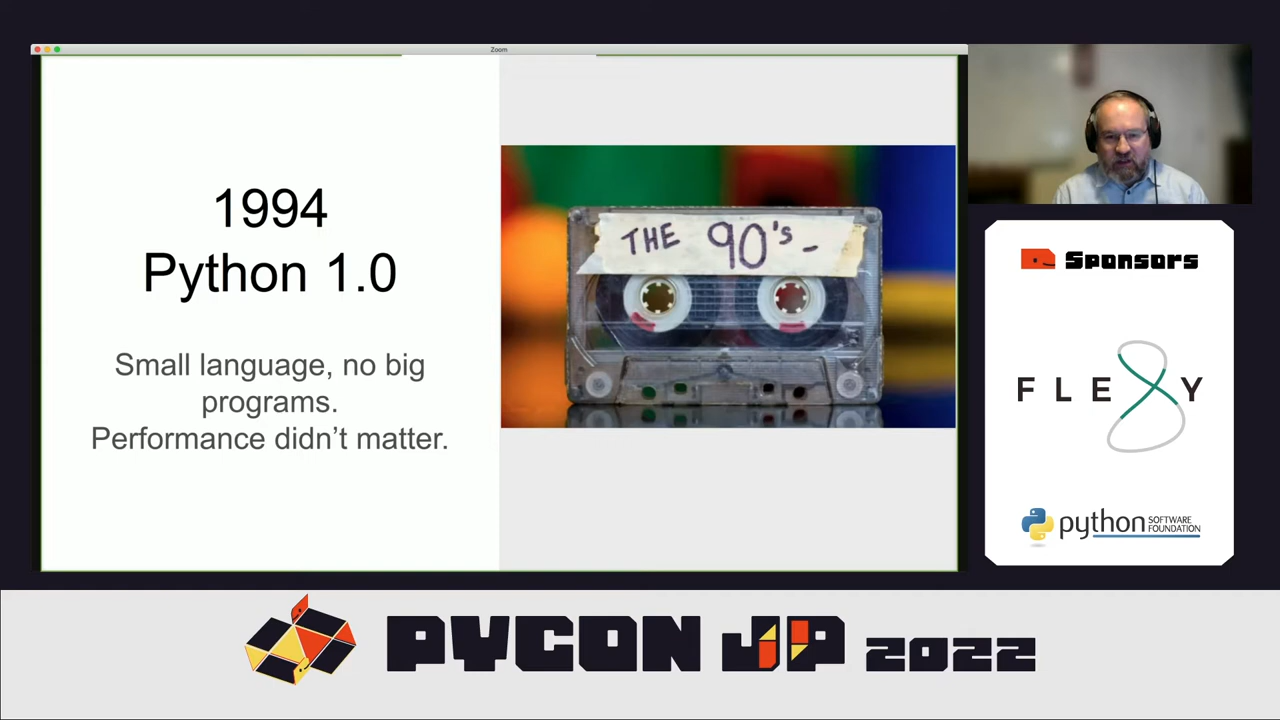 Zoom
1994
Python 1.0
Small language, no big
programs.
Performance didn't matter.
THE 90's -
Sponsors
FLE8Y
python
SOFTWARE
FOUNDATION
PYCON JP 2022